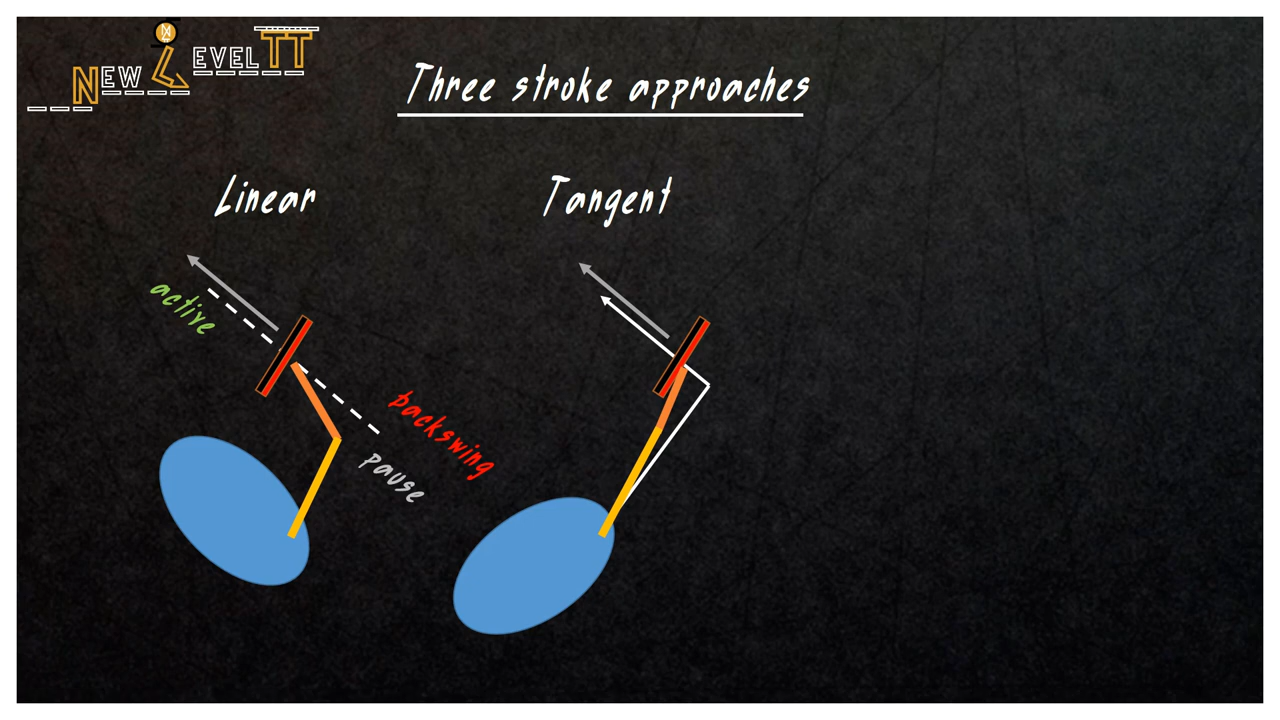 New Level TT
Three stroke approaches
Linear
Tangent
active
backswing
pause